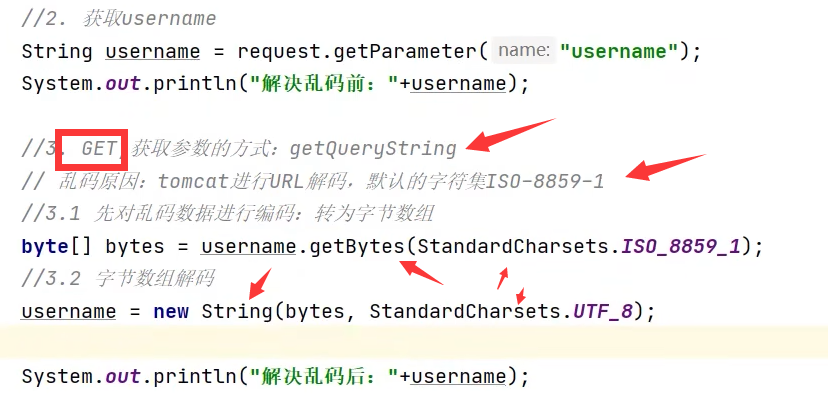 //2. 获取username
String username = request.getParameter( name: "username");
System.out.println("解决乱码前："+username);
//3. GET,获取参数的方式：getQueryString
// 乱码原因：tomcat进行URL解码，默认的字符集ISO-8859-1
//3.1 先对乱码数据进行编码：转为字节数组
byte[] bytes = username.getBytes(StandardCharsets.ISO_8859_1);
//3.2 字节数组解码
username = new String(bytes, StandardCharsets.UTF_8);
System.out.println("解决乱码后："+username);